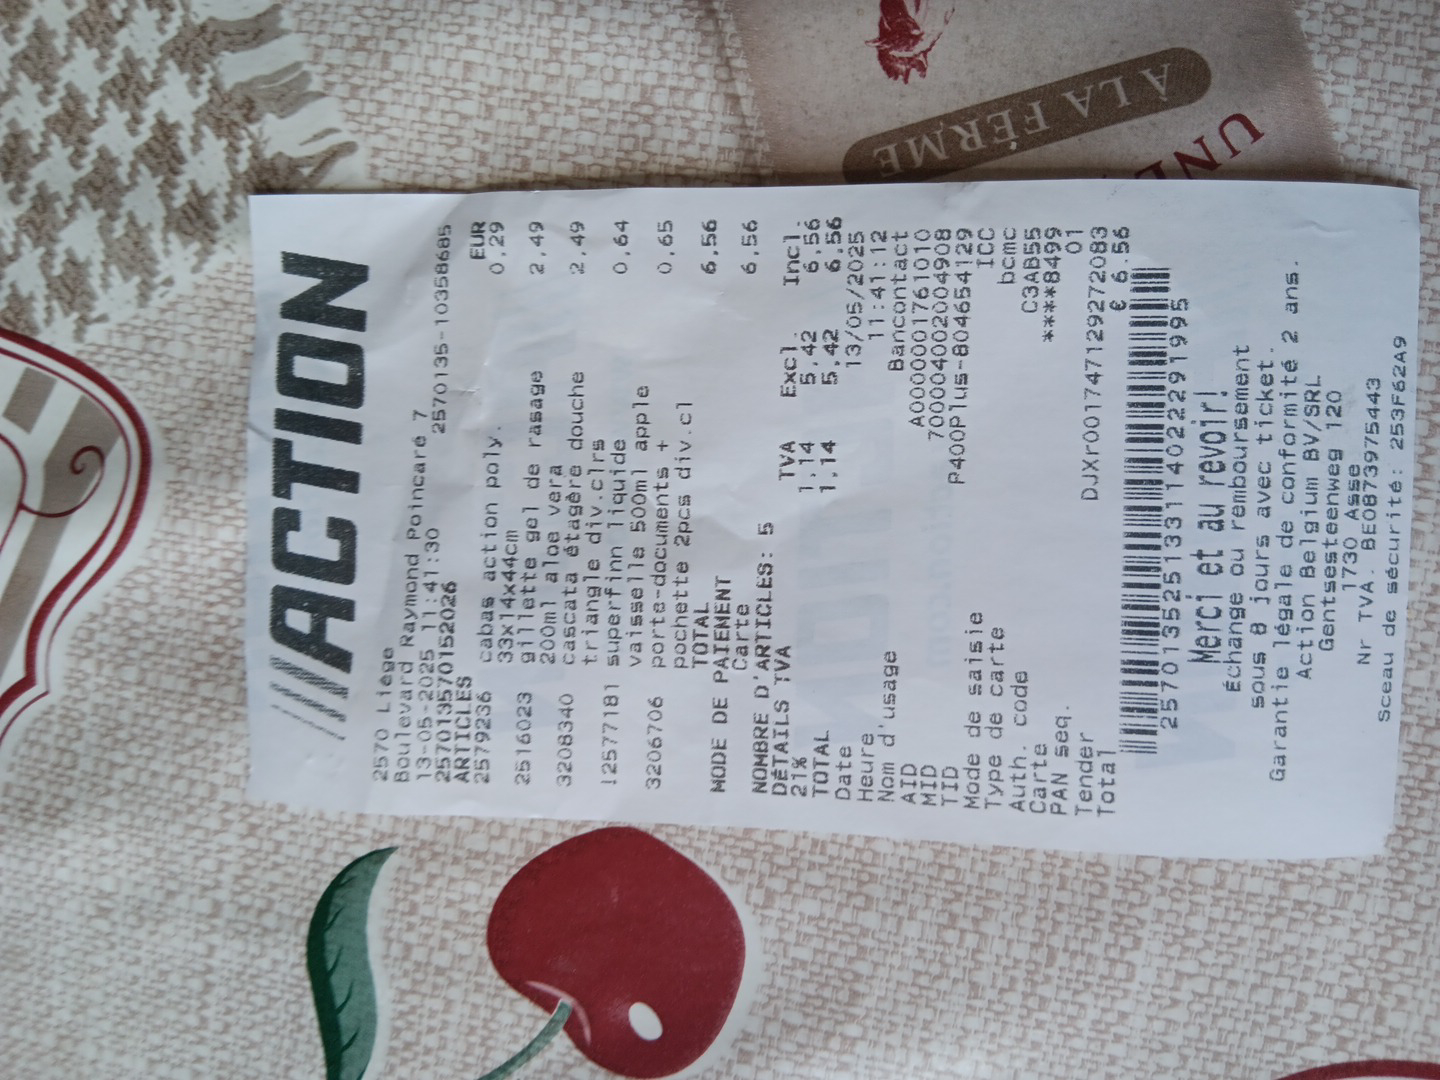 ACTION
2570 Liège
Boulevard Raymond Poincaré 7
13-05-2025 11:41:30 2570135-10358685
2570135701152026
ARTICLES EUR
2579236 cabas action poly. 0,29
33x14x44cm
2516023 gillette gel de rasage 2,49
200ml aloe vera
3208340 cascata étagère douche 2,49
triangle div.clrs
12577181 superfinn liquide 0,64
vaisselle 500ml apple
3206706 porte-documents + 0,65
pochette 2pcs div.cl
TOTAL 6,56
MODE DE PAIEMENT
Carte 6,56
NOMBRE D'ARTICLES: 5
DÉTAILS TVA TVA Excl. Incl.
21% 1,14 5,42 6,56
TOTAL 1,14 5,42 6,56
Date 13/05/2025
Heure 11:41:12
Nom d'usage Bancontact
AID A0000001761010
MID 700004002004908
TID P400Plus-804654129
Mode de saisie ICC
Type de carte bcmc
Auth. code C3AB55
Carte ****8499
PAN seq. 01
Tender DJXr001747129272083
Total € 6.56
2570135251311402229 1995
Merci et au revoir!
Échange ou remboursement
sous 8 jours avec ticket.
Garantie légale de conformité 2 ans.
Action Belgium BV/SRL
Gentsesteenweg 120
1730 Asse
Nr TVA. BE0873975443
Sceau de sécurité: 253F62A9
À LA FERME
UNE